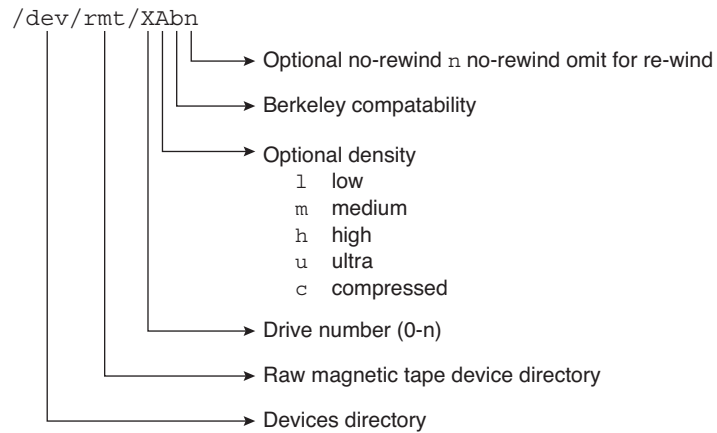 /dev/rmt/XAbn
Optional no-rewind n no-rewind omit for re-wind
Berkeley compatability
Optional density
l low
m medium
h high
u ultra
c compressed
Drive number (0-n)
Raw magnetic tape device directory
Devices directory